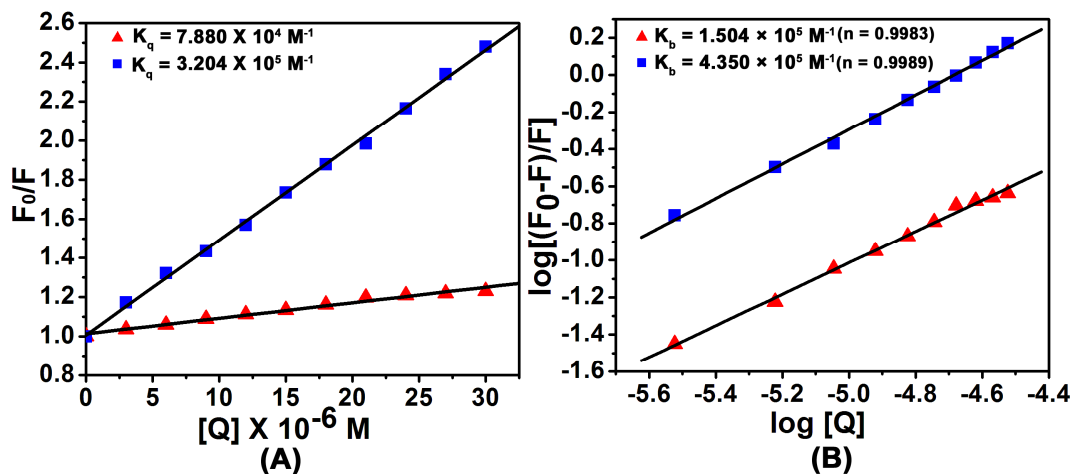 K_q = 7.880 X 10^4 M^-1
K_q = 3.204 X 10^5 M^-1
2.6
2.4
2.2
2.0
1.8
1.6
1.4
1.2
1.0
0.8
F_0/F
0 5 10 15 20 25 30
[Q] X 10^-6 M
(A)
K_b = 1.504 × 10^5 M^-1(n = 0.9983)
K_b = 4.350 × 10^5 M^-1(n = 0.9989)
0.2
0.0
-0.2
-0.4
-0.6
-0.8
-1.0
-1.2
-1.4
-1.6
log[(F_0-F)/F]
-5.6 -5.4 -5.2 -5.0 -4.8 -4.6 -4.4
log [Q]
(B)